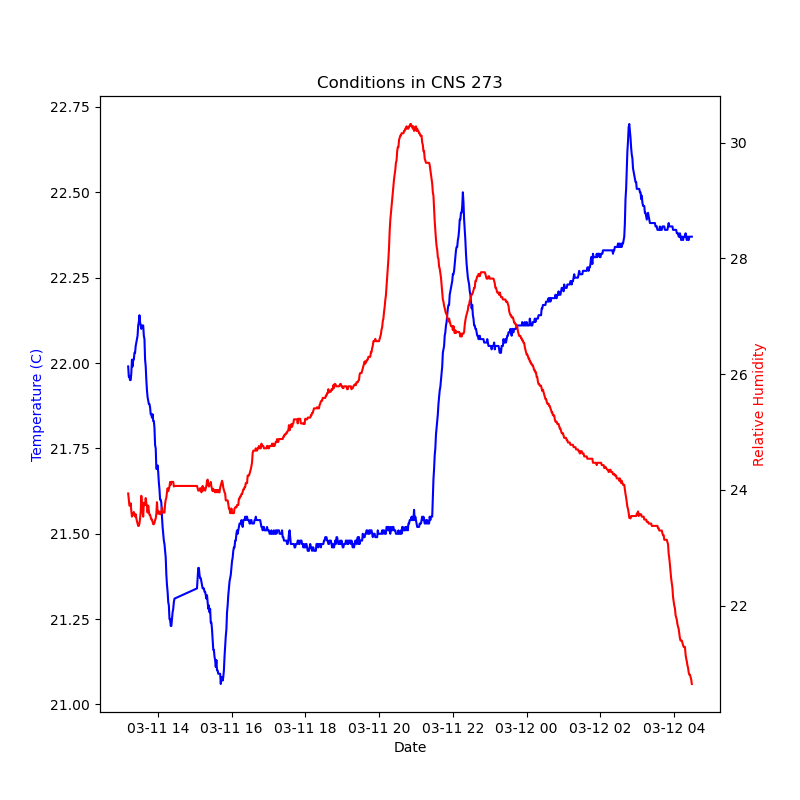 Conditions in CNS 273
22.75
22.50
22.25
22.00
21.75
21.50
21.25
21.00
Temperature (C)
30
28
26
24
22
Relative Humidity
03-11 14 03-11 16 03-11 18 03-11 20 03-11 22 03-12 00 03-12 02 03-12 04
Date